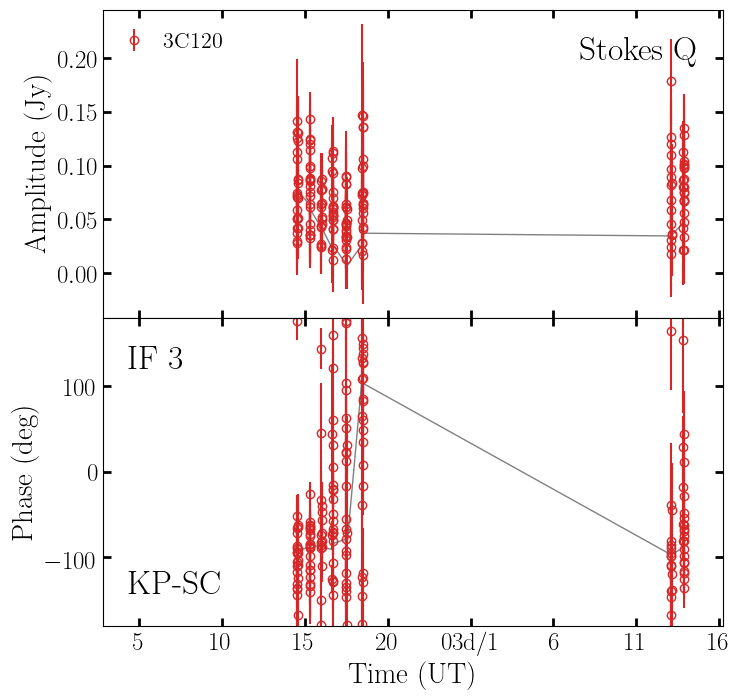 3C120
Stokes Q
0.20
0.15
0.10
0.05
0.00
Amplitude (Jy)
IF 3
100
0
−100
Phase (deg)
KP-SC
5 10 15 20 03d/1 6 11 16
Time (UT)